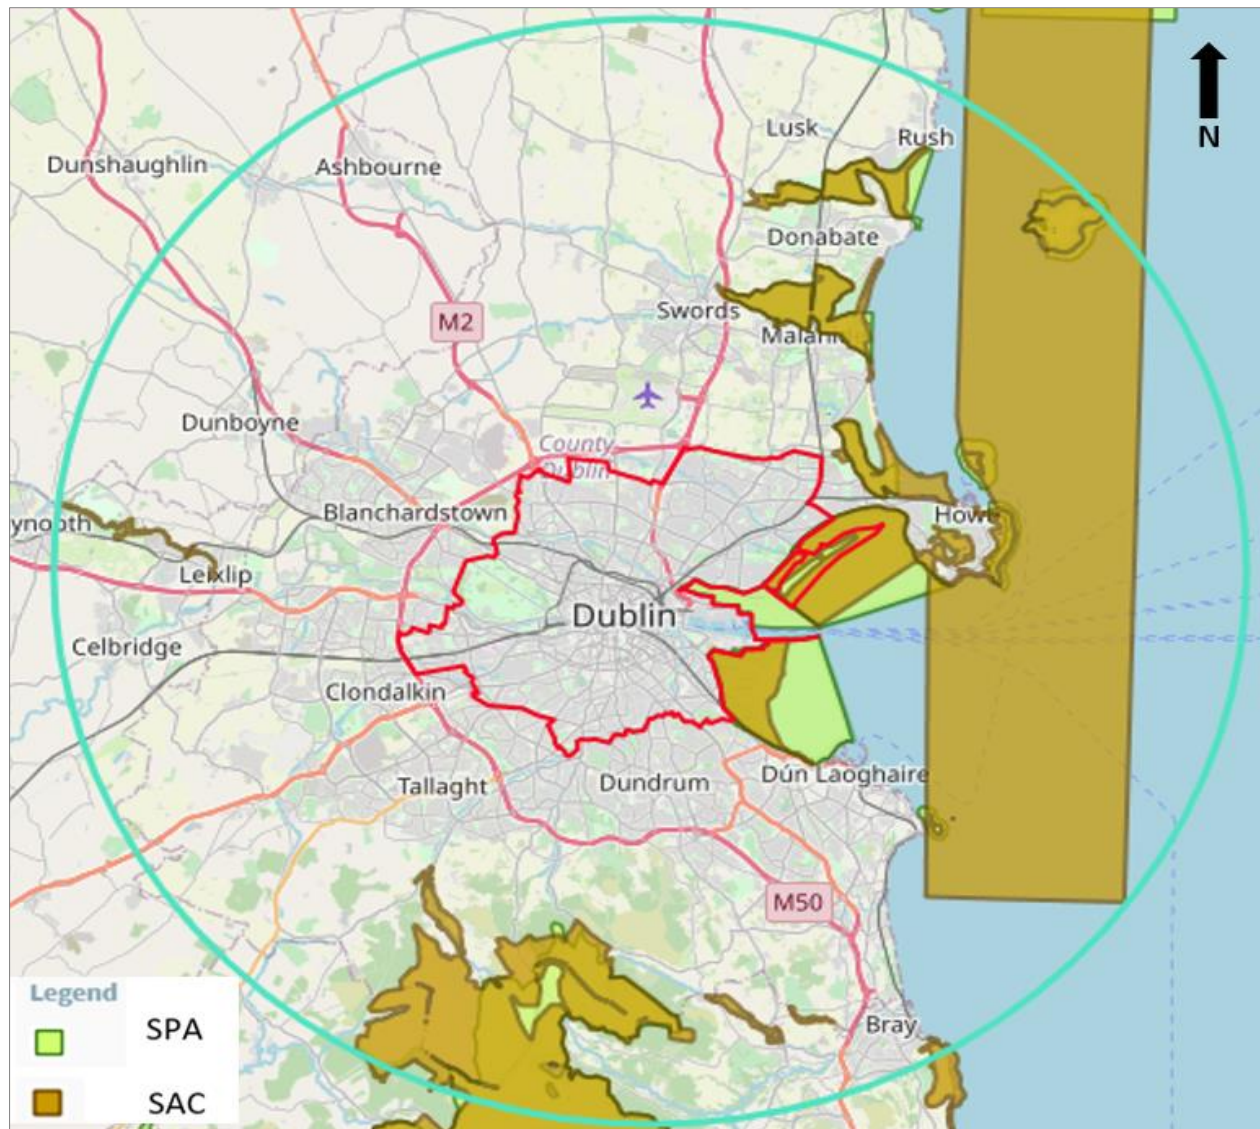 N
Lusk
Rush
Dunshaughlin
Ashbourne
Donabate
Swords
M2
Dunboyne
County
Dublin
Blanchardstown
Leixlip
Dublin
Celbridge
Clondalkin
Tallaght
Dundrum
Dún Laoghaire
M50
Legend
SPA
Bray
SAC